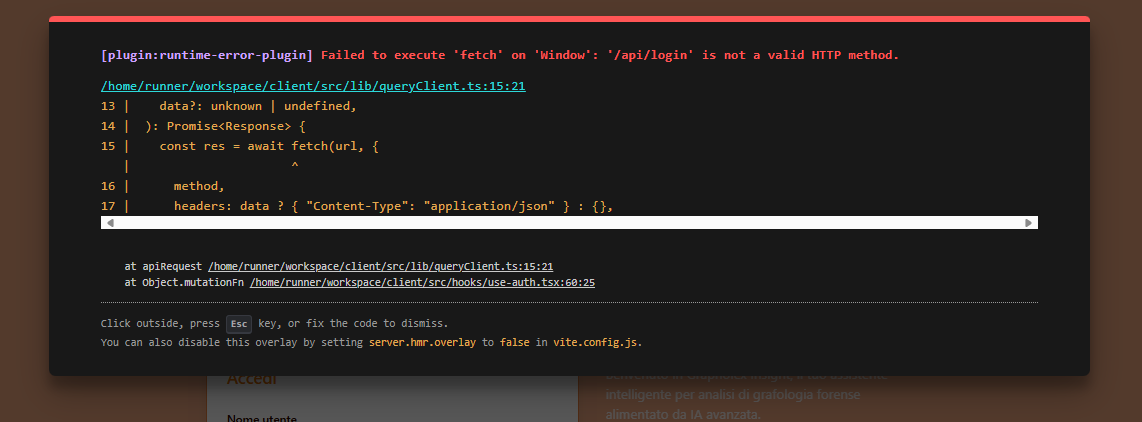 [plugin:runtime-error-plugin] Failed to execute 'fetch' on 'Window': '/api/login' is not a valid HTTP method.
/home/runner/workspace/client/src/lib/queryClient.ts:15:21
13 |    data?: unknown | undefined,
14 |  ): Promise<Response> {
15 |    const res = await fetch(url, {
   |                      ^
16 |      method,
17 |      headers: data ? { "Content-Type": "application/json" } : {},
at apiRequest /home/runner/workspace/client/src/lib/queryClient.ts:15:21
at Object.mutationFn /home/runner/workspace/client/src/hooks/use-auth.tsx:60:25
Click outside, press Esc key, or fix the code to dismiss.
You can also disable this overlay by setting server.hmr.overlay to false in vite.config.js.
Accedi
Nome utente
intelligente per analisi di grafologia forense
alimentato da IA avanzata.